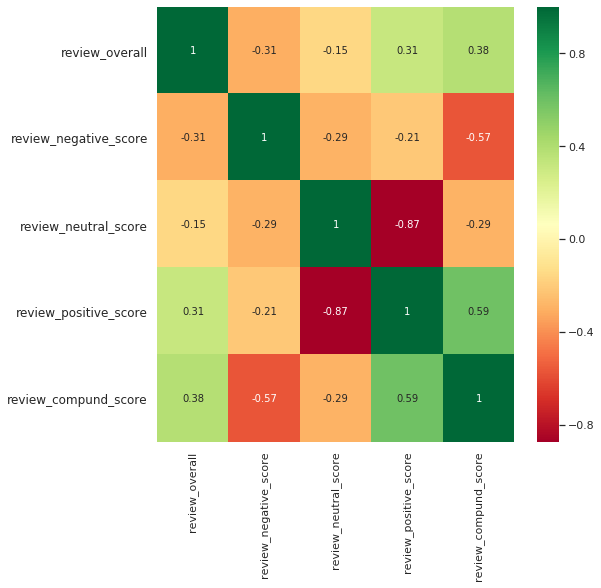 review_overall 1 -0.31 -0.15 0.31 0.38
review_negative_score -0.31 1 -0.29 -0.21 -0.57
review_neutral_score -0.15 -0.29 1 -0.87 -0.29
review_positive_score 0.31 -0.21 -0.87 1 0.59
review_compund_score 0.38 -0.57 -0.29 0.59 1
review_overall
review_negative_score
review_neutral_score
review_positive_score
review_compund_score
0.8
0.4
0.0
−0.4
−0.8